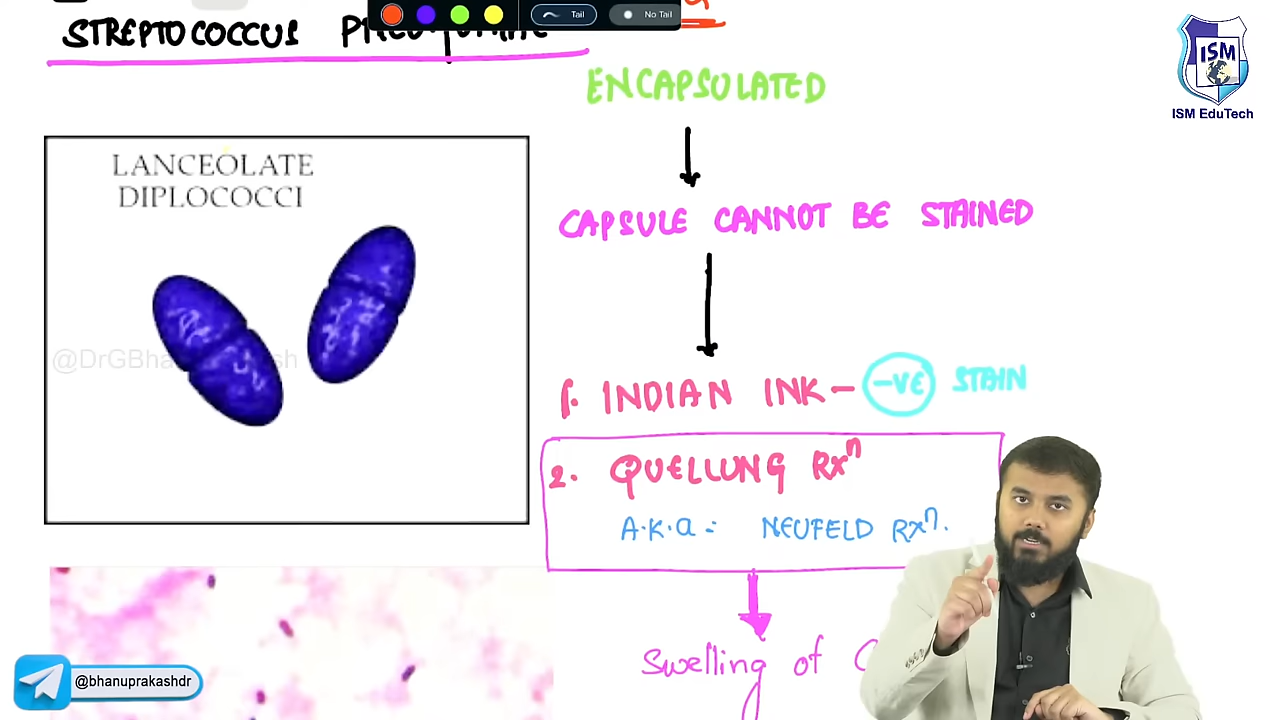 Tail
No Tail
STREPTOCOCCUS
ENCAPSULATED
ISM
ISM EduTech
LANCEOLATE
DIPLOCOCCI
CAPSULE CANNOT BE STAINED
1. INDIAN INK – -VE STAIN
2. QUELLUNG Rxⁿ
A.K.A = NEUFELD Rxⁿ.
Swelling of
@bhanuprakashdr